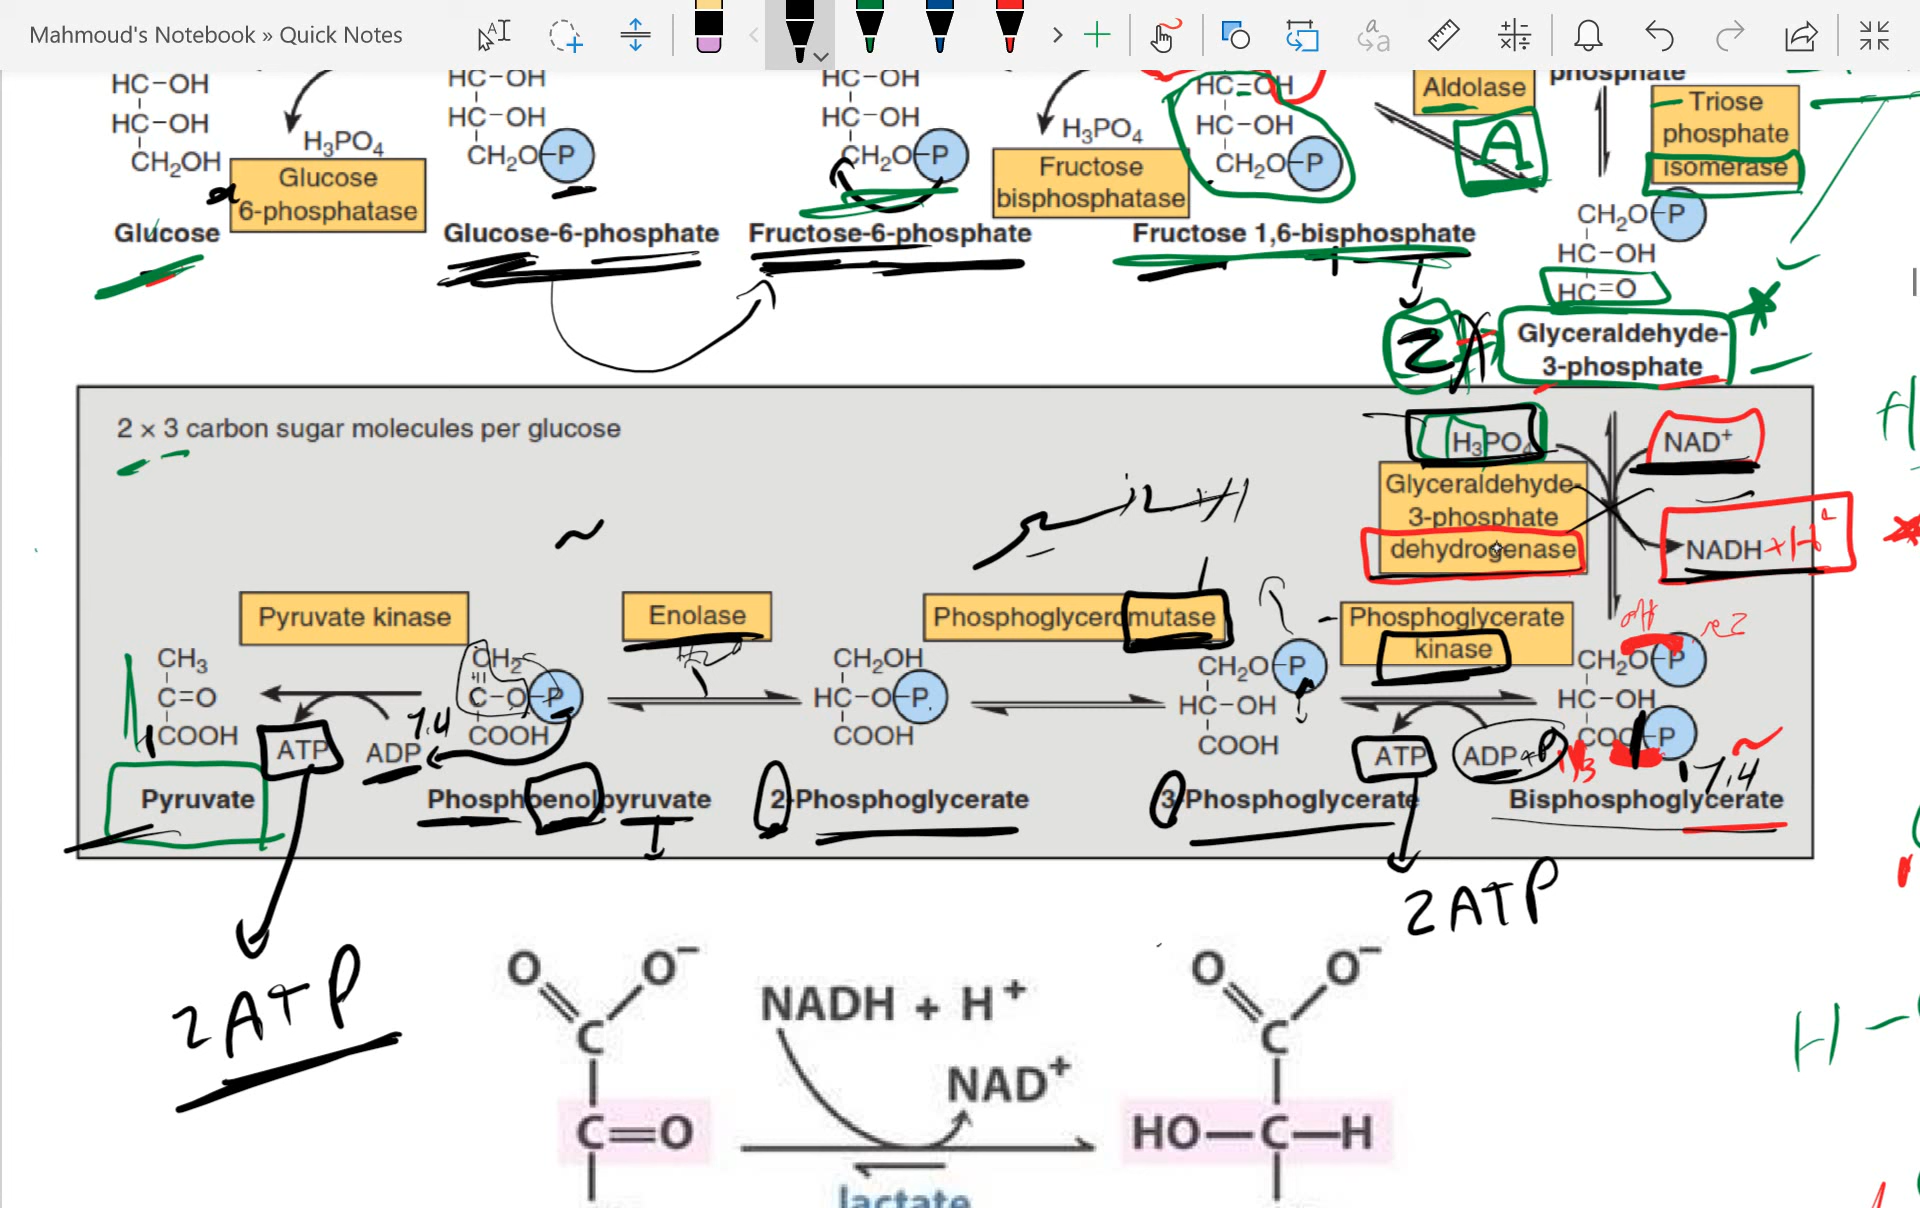 Mahmoud's Notebook » Quick Notes
HC-OH
HC-OH
CH₂OH
H₃PO₄
Glucose
6-phosphatase
Glucose
HC-OH
HC-OH
CH₂O-P
Glucose-6-phosphate
HC-OH
HC-OH
CH₂O-P
Fructose-6-phosphate
H₃PO₄
Fructose
bisphosphatase
HC-OH
HC-OH
CH₂O-P
Fructose 1,6-bisphosphate
Aldolase
A
phosphate
Triose
phosphate
isomerase
CH₂O-P
HC-OH
HC=O
2
Glyceraldehyde-
3-phosphate
2 × 3 carbon sugar molecules per glucose
H₃PO₄
NAD⁺
Glyceraldehyde-
3-phosphate
dehydrogenase
NADH +H
Pyruvate kinase
Enolase
Phosphoglyceromutase
Phosphoglycerate
kinase
CH₃
C=O
COOH
ATP
ADP
7.4
CH₂
C-O-P
COOH
H₂O
CH₂OH
HC-O-P
COOH
CH₂O-P
HC-OH
COOH
ATP
ADP+P
CH₂O-P
HC-OH
COO-P
7.4
Pyruvate
Phosphoenolpyruvate
2-Phosphoglycerate
3-Phosphoglycerate
Bisphosphoglycerate
2ATP
2ATP
O O⁻
C
C=O
NADH + H⁺
NAD⁺
lactate
O O⁻
C
HO-C-H
H-